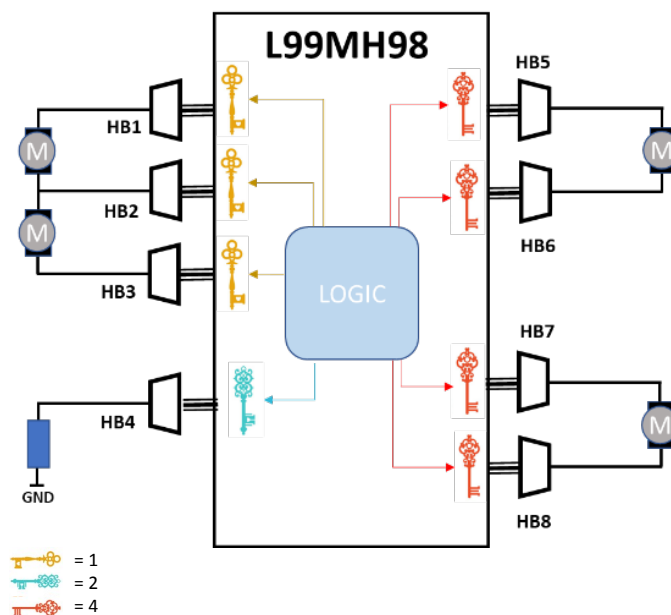 L99MH98
HB1
HB2
HB3
HB4
HB5
HB6
HB7
HB8
M
M
M
M
LOGIC
GND
= 1
= 2
= 4